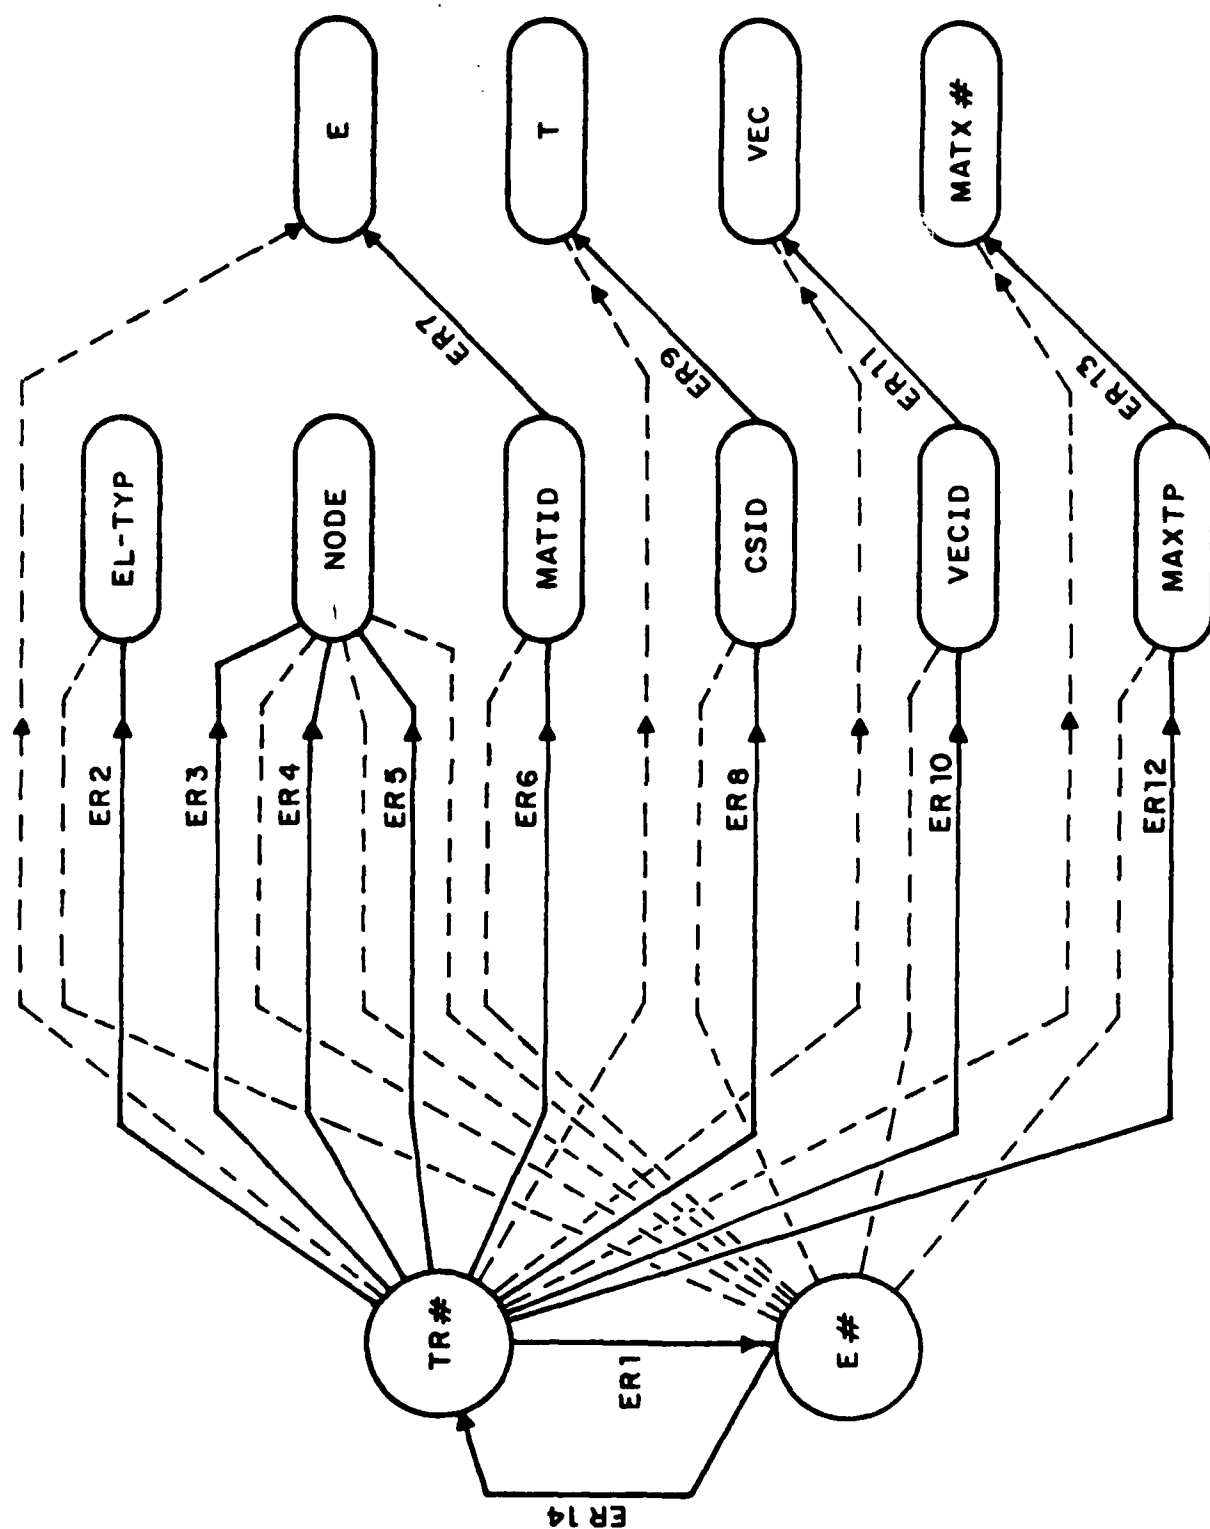 E
T
VEC
MATX#
ER7
ER9
ER11
ER13
EL-TYP
NODE
MATID
CSID
VECID
MAXTP
ER2
ER3
ER4
ER5
ER6
ER8
ER10
ER12
TR#
ER1
E#
ER14